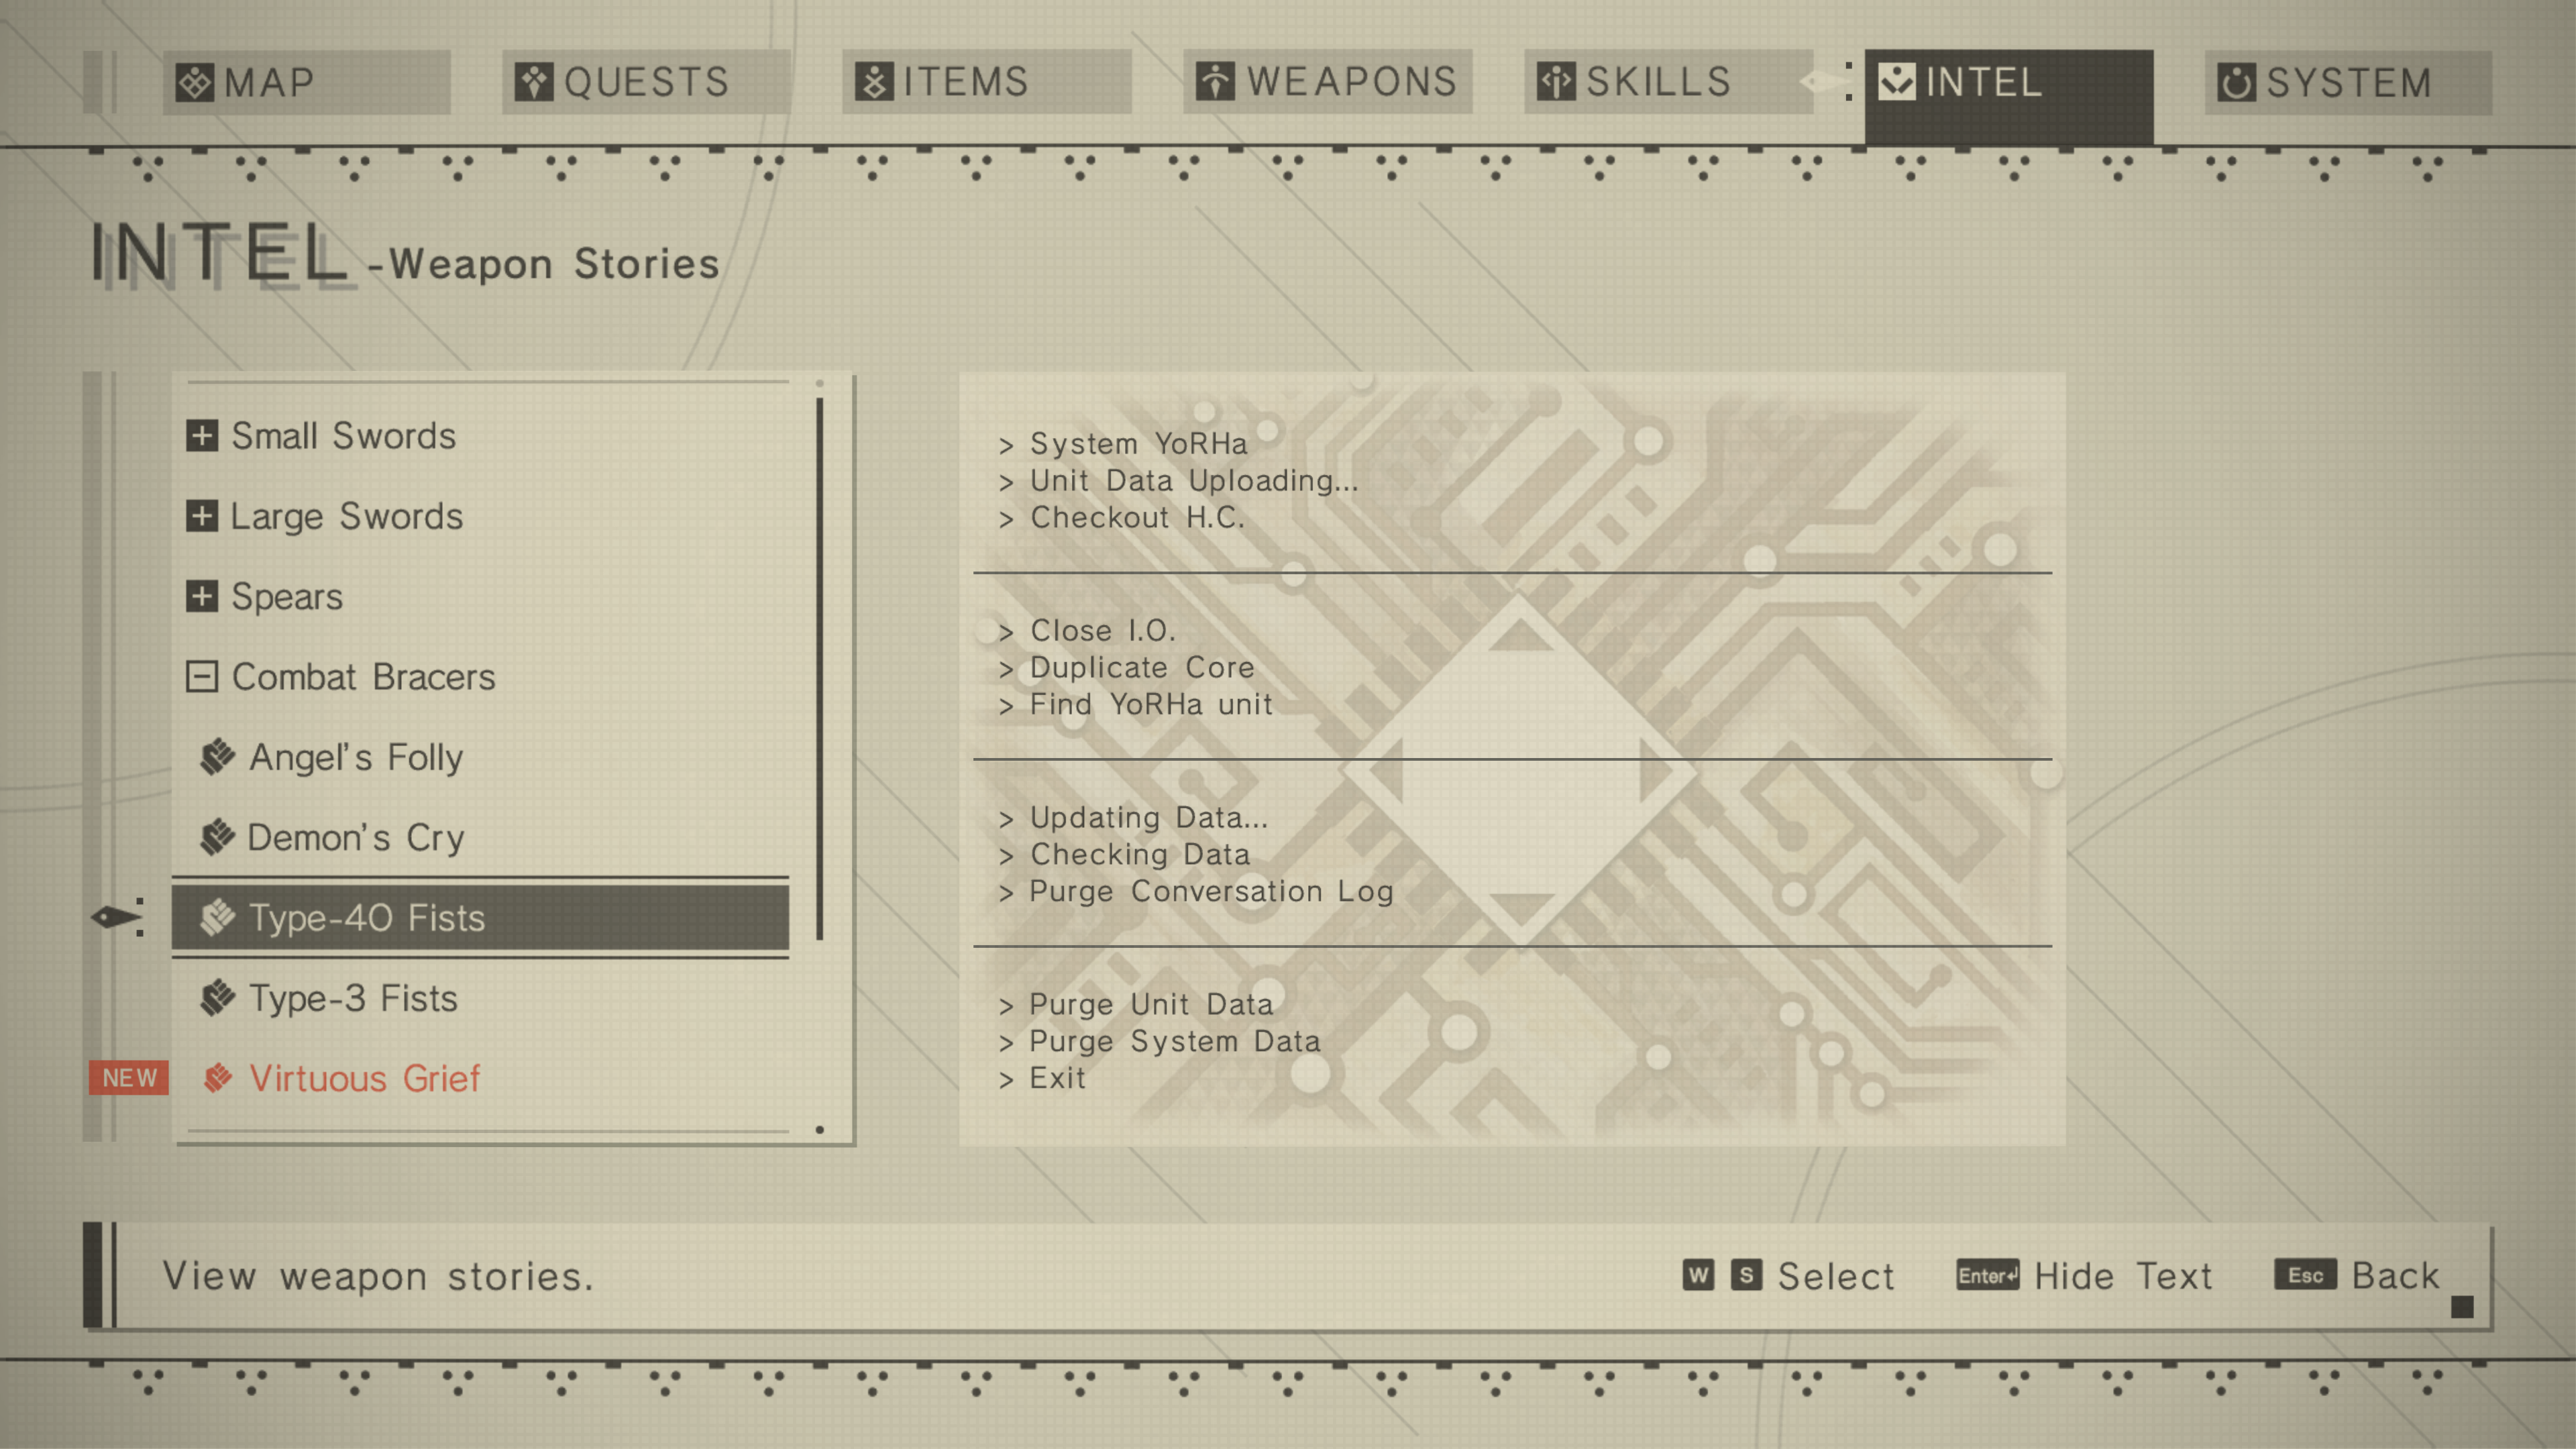 MAP
QUESTS
ITEMS
WEAPONS
SKILLS
INTEL
SYSTEM
INTEL -Weapon Stories
Small Swords
Large Swords
Spears
Combat Bracers
Angel's Folly
Demon's Cry
Type-4O Fists
Type-3 Fists
NEW Virtuous Grief
> System YoRHa
> Unit Data Uploading...
> Checkout H.C.
> Close I.O.
> Duplicate Core
> Find YoRHa unit
> Updating Data...
> Checking Data
> Purge Conversation Log
> Purge Unit Data
> Purge System Data
> Exit
View weapon stories.
W S Select
Enter↵ Hide Text
Esc Back